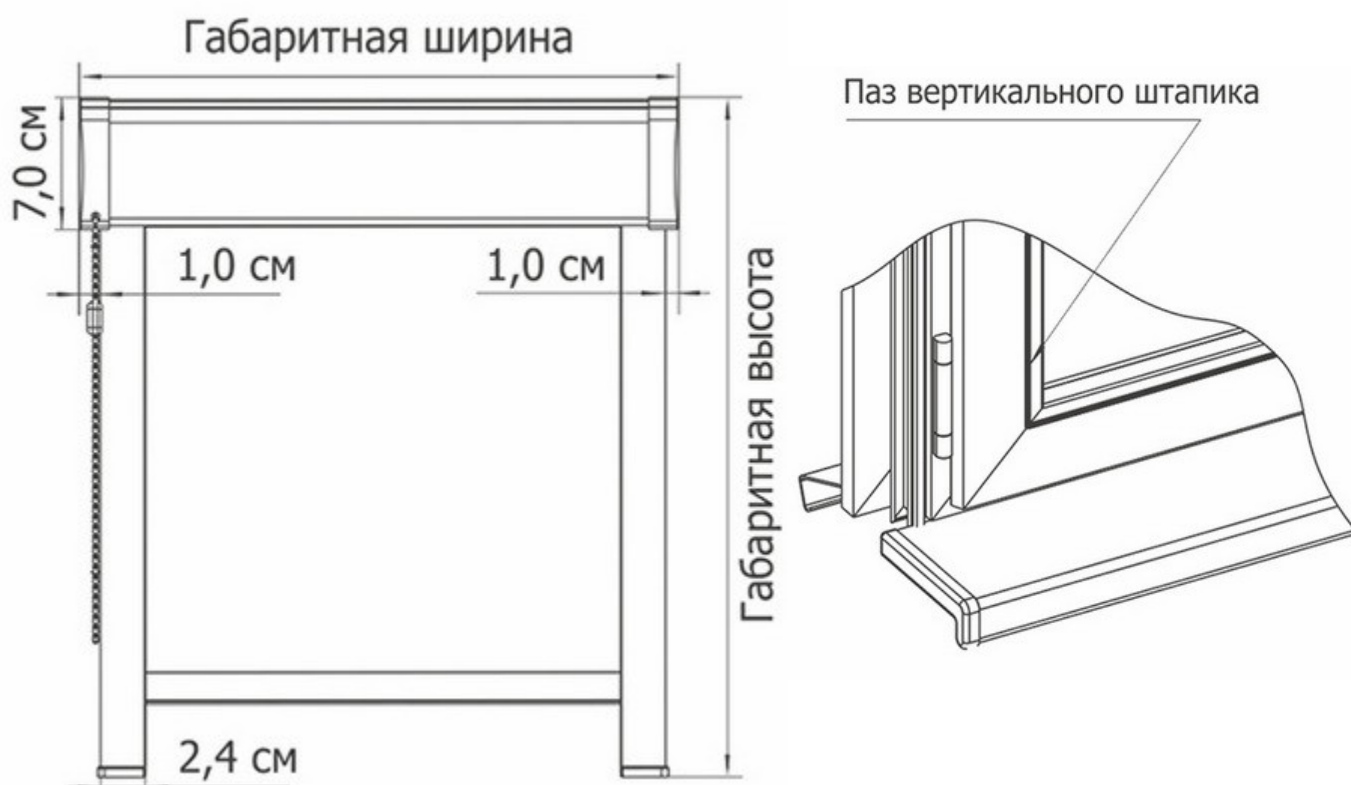 Габаритная ширина
7,0 см
1,0 см
1,0 см
Габаритная высота
2,4 см
Паз вертикального штапика